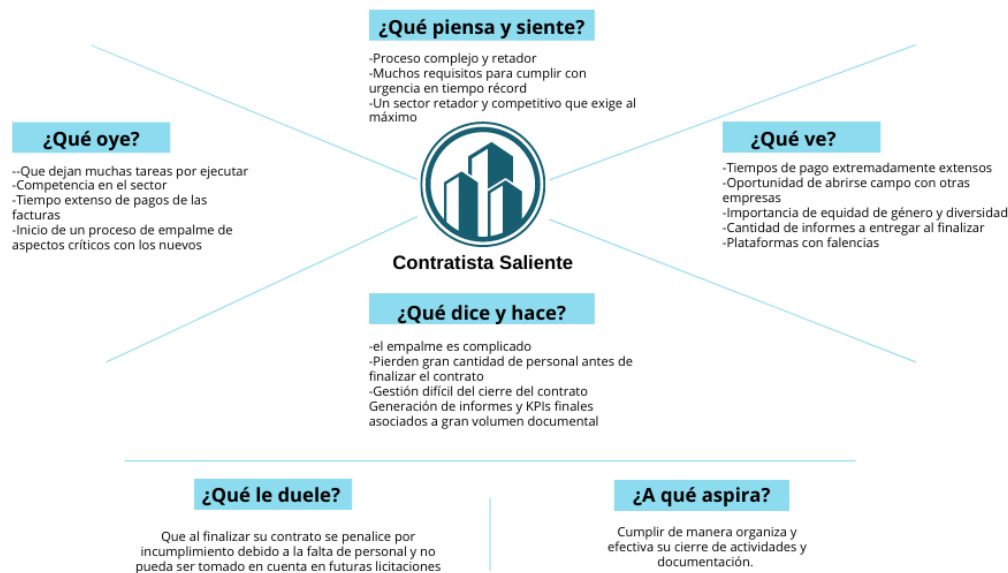 ¿Qué piensa y siente?
-Proceso complejo y retador
-Muchos requisitos para cumplir con
urgencia en tiempo récord
-Un sector retador y competitivo que exige al
máximo
¿Qué oye?
--Que dejan muchas tareas por ejecutar
-Competencia en el sector
-Tiempo extenso de pagos de las
facturas
-Inicio de un proceso de empalme de
aspectos críticos con los nuevos
¿Qué ve?
-Tiempos de pago extremadamente extensos
-Oportunidad de abrirse campo con otras
empresas
-Importancia de equidad de género y diversidad
-Cantidad de informes a entregar al finalizar
-Plataformas con falencias
Contratista Saliente
¿Qué dice y hace?
-el empalme es complicado
-Pierden gran cantidad de personal antes de
finalizar el contrato
-Gestión difícil del cierre del contrato
Generación de informes y KPIs finales
asociados a gran volumen documental
¿Qué le duele?
Que al finalizar su contrato se penalice por
incumplimiento debido a la falta de personal y no
pueda ser tomado en cuenta en futuras licitaciones
¿A qué aspira?
Cumplir de manera organiza y
efectiva su cierre de actividades y
documentación.